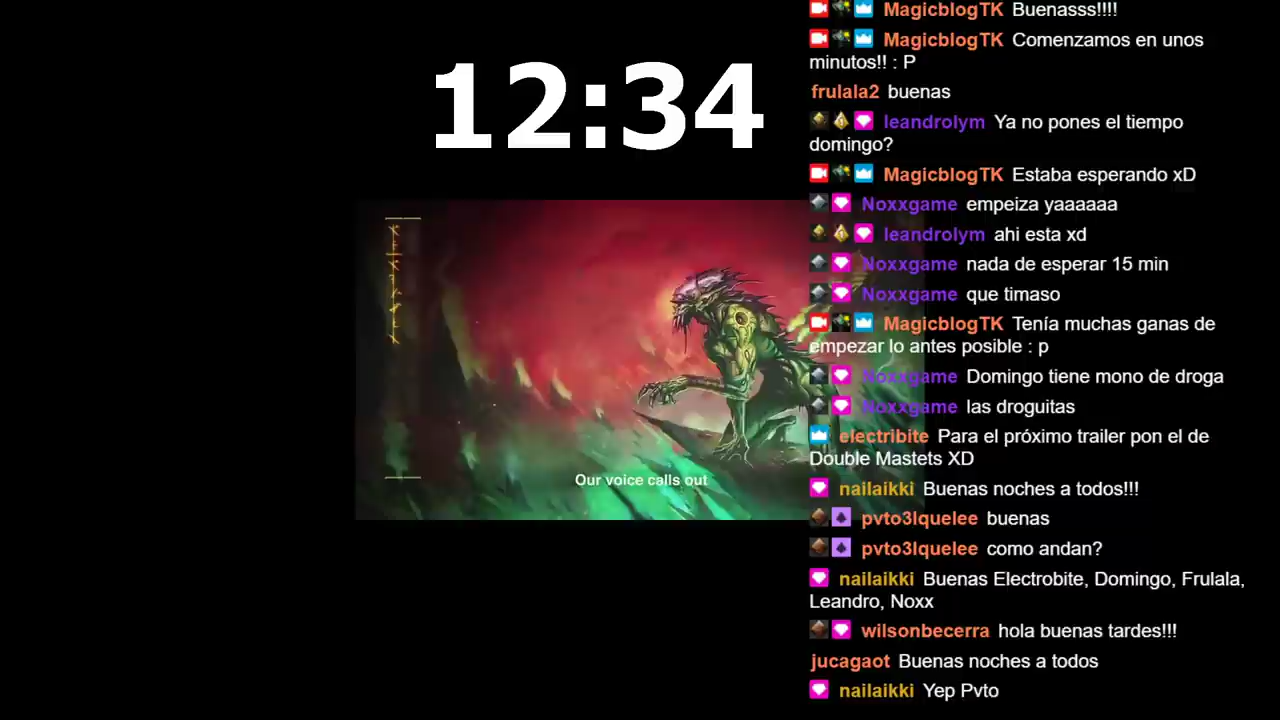 12:34
Our voice calls out
MagicblogTK Buenasss!!!!
MagicblogTK Comenzamos en unos
minutos!! : P
frulala2 buenas
leandrolym Ya no pones el tiempo
domingo?
MagicblogTK Estaba esperando xD
Noxxgame empeiza yaaaaaa
leandrolym ahi esta xd
Noxxgame nada de esperar 15 min
Noxxgame que timaso
MagicblogTK Tenía muchas ganas de
empezar lo antes posible : p
Noxxgame Domingo tiene mono de droga
Noxxgame las droguitas
electribite Para el próximo trailer pon el de
Double Mastets XD
nailaikki Buenas noches a todos!!!
pvto3lquelee buenas
pvto3lquelee como andan?
nailaikki Buenas Electrobite, Domingo, Frulala,
Leandro, Noxx
wilsonbecerra hola buenas tardes!!!
jucagaot Buenas noches a todos
nailaikki Yep Pvto